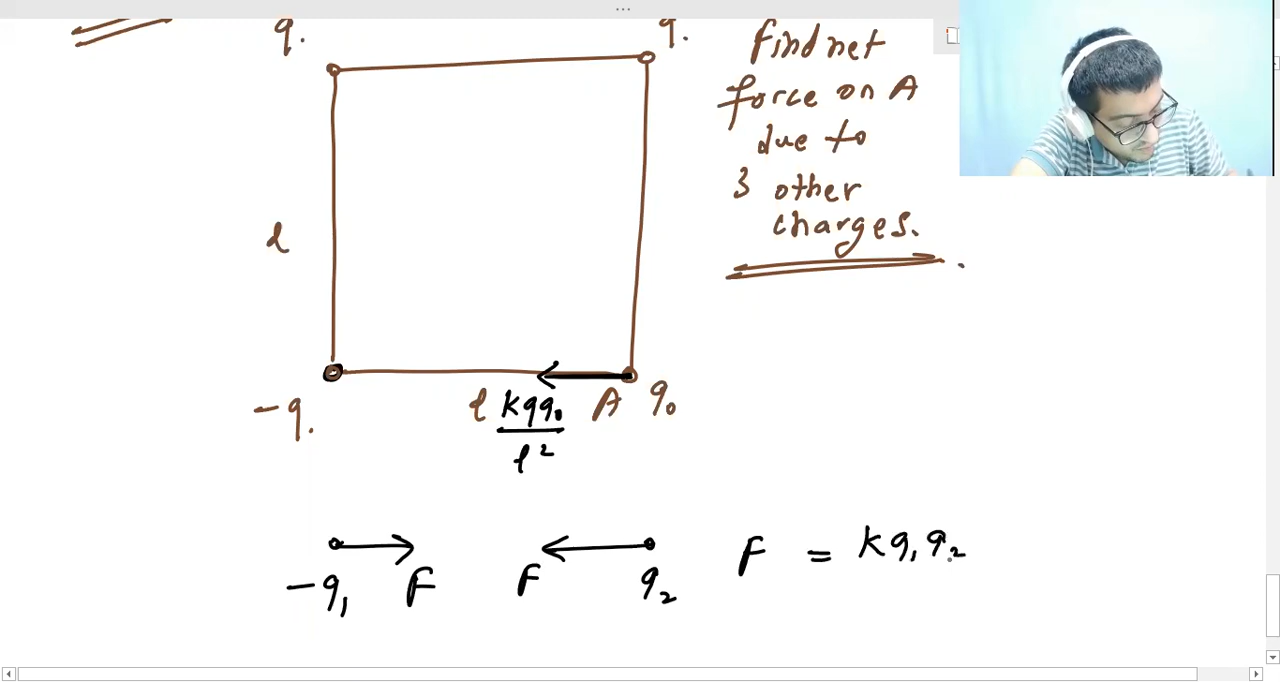 q.
q.
find net
force on A
due to
3 other
charges.
l
-q.
l
kqq₀
l²
A q₀
-q₁
F
F
q₂
F = kq₁q₂